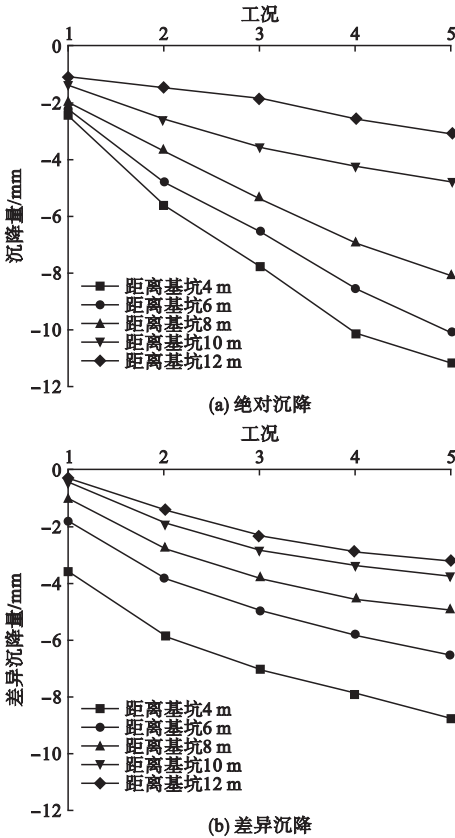 工况
1 2 3 4 5
0
−2
−4
−6
−8
−10
−12
沉降量/mm
距离基坑4 m
距离基坑6 m
距离基坑8 m
距离基坑10 m
距离基坑12 m
(a) 绝对沉降
工况
1 2 3 4 5
0
−2
−4
−6
−8
−10
−12
差异沉降量/mm
距离基坑4 m
距离基坑6 m
距离基坑8 m
距离基坑10 m
距离基坑12 m
(b) 差异沉降